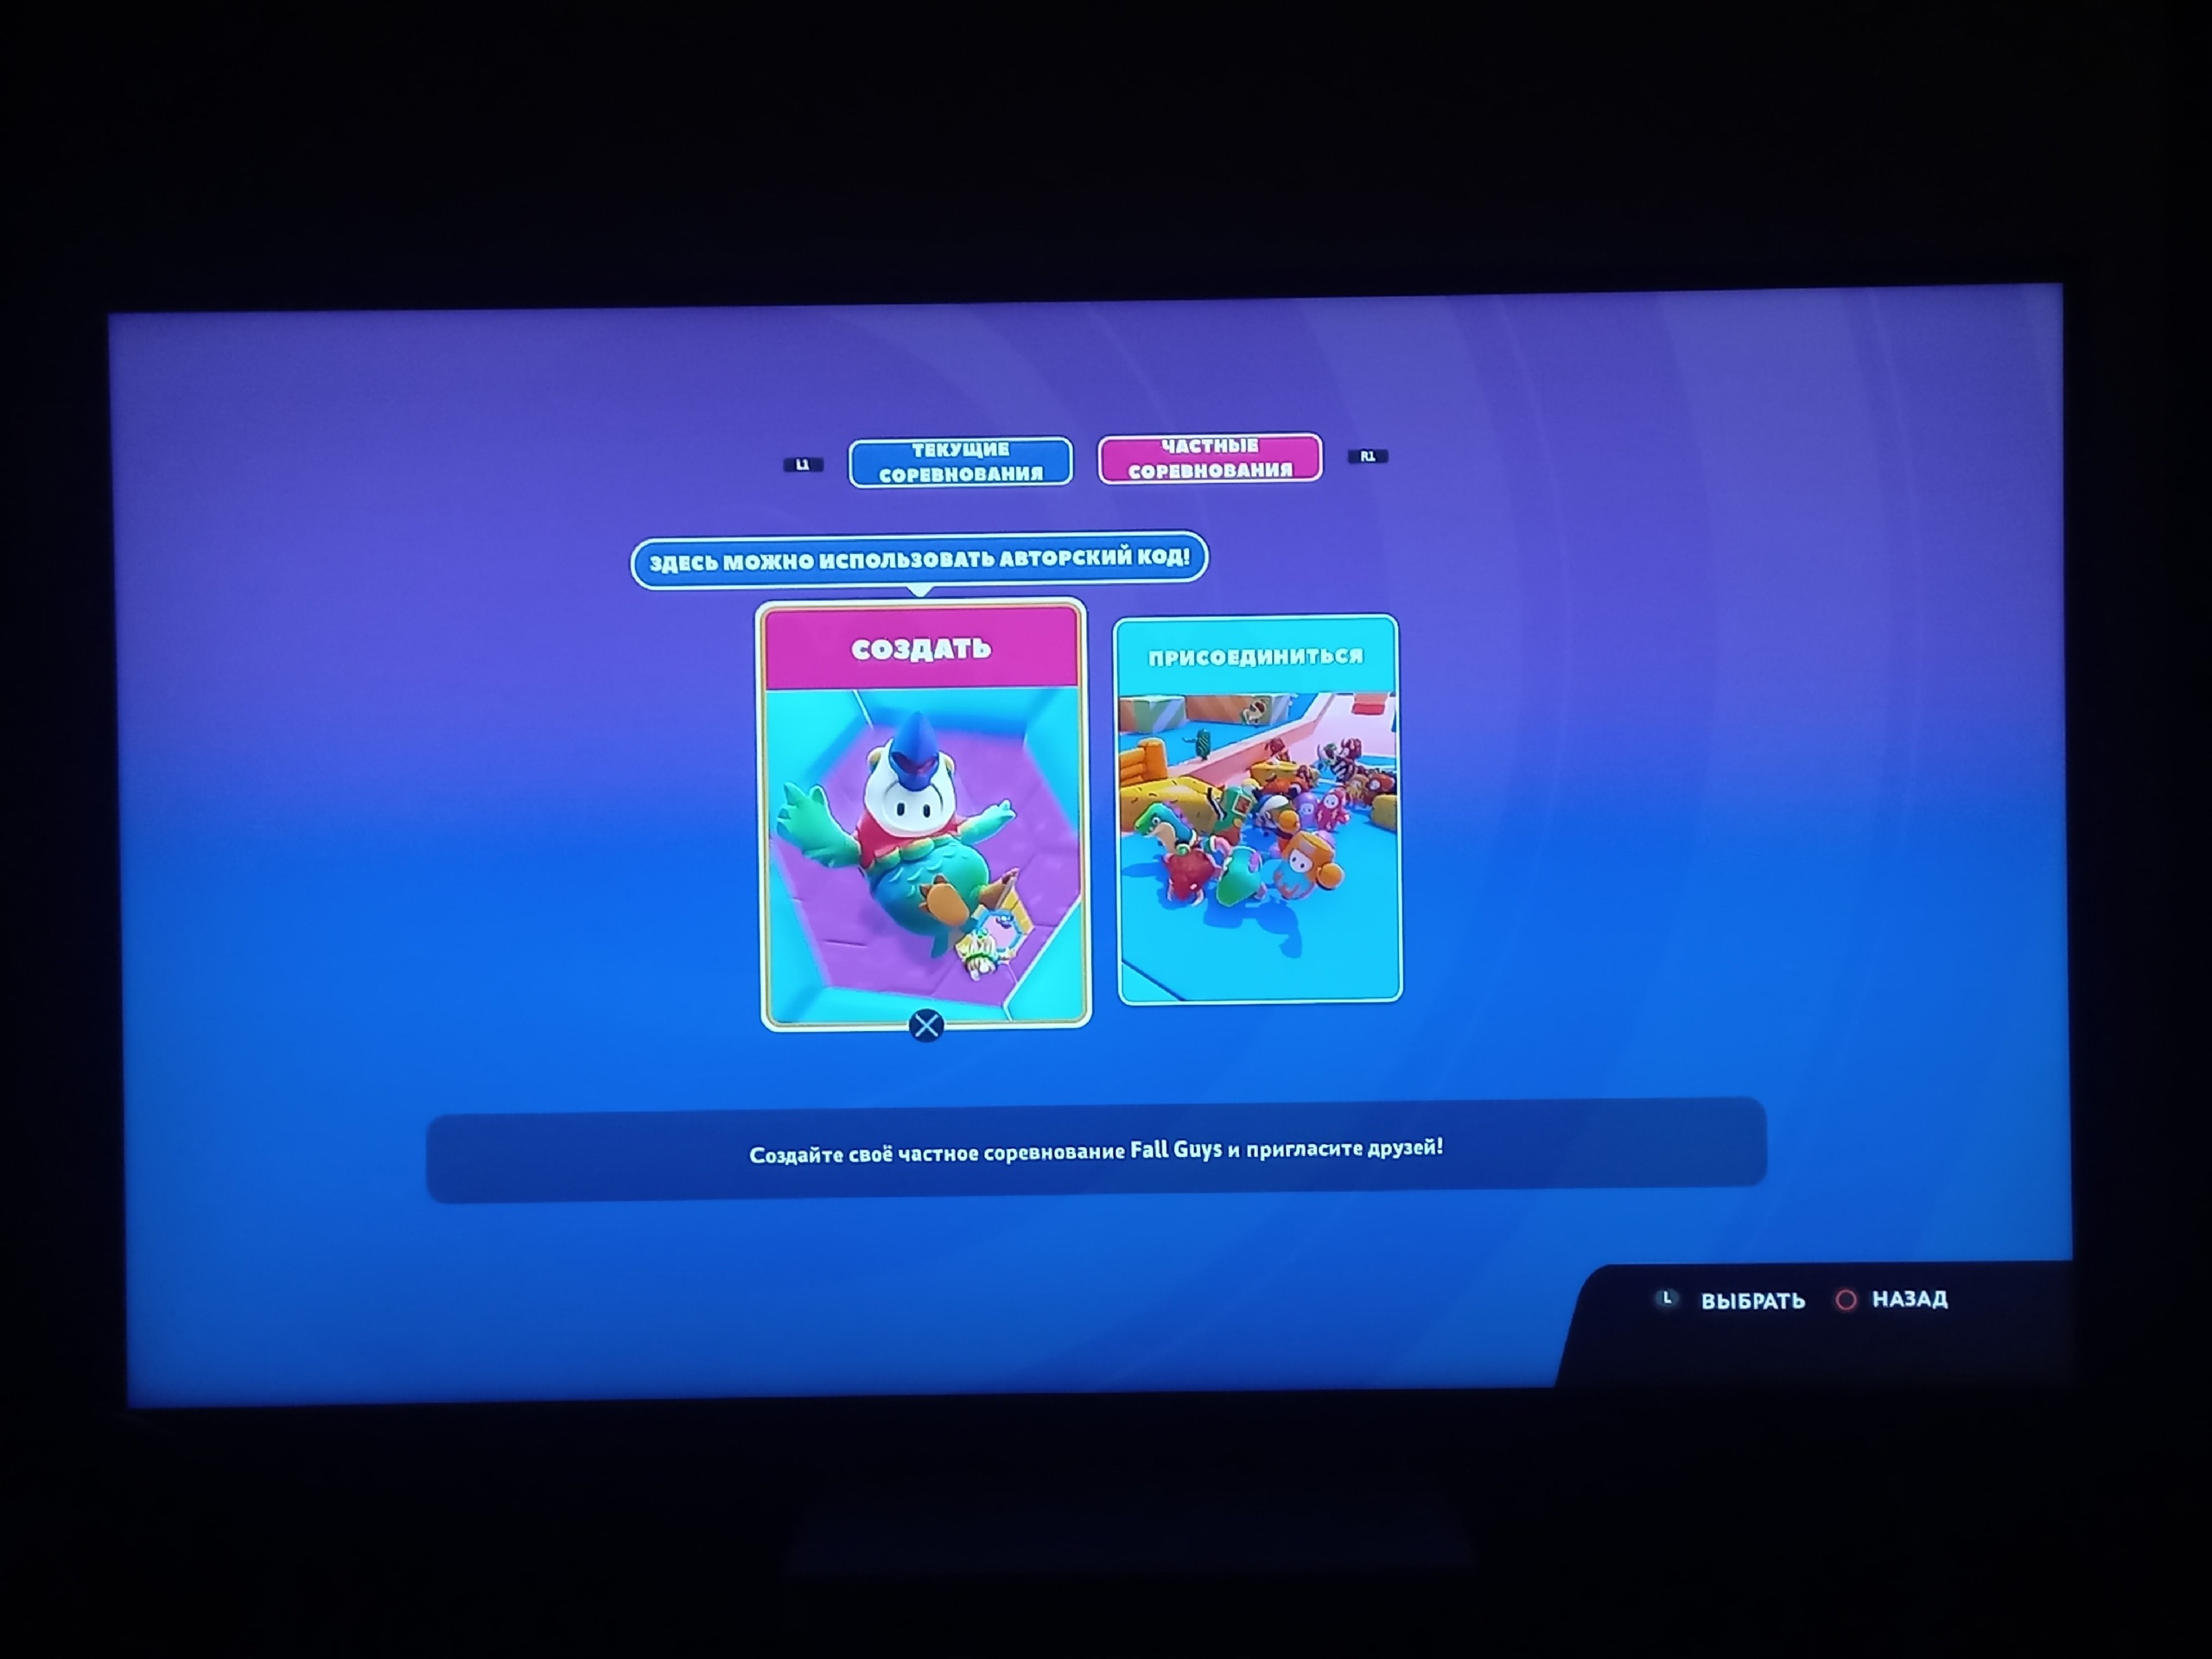 L1
ТЕКУЩИЕ
СОРЕВНОВАНИЯ
ЧАСТНЫЕ
СОРЕВНОВАНИЯ
R1
ЗДЕСЬ МОЖНО ИСПОЛЬЗОВАТЬ АВТОРСКИЙ КОД!
СОЗДАТЬ
ПРИСОЕДИНИТЬСЯ
Создайте своё частное соревнование Fall Guys и пригласите друзей!
L ВЫБРАТЬ НАЗАД